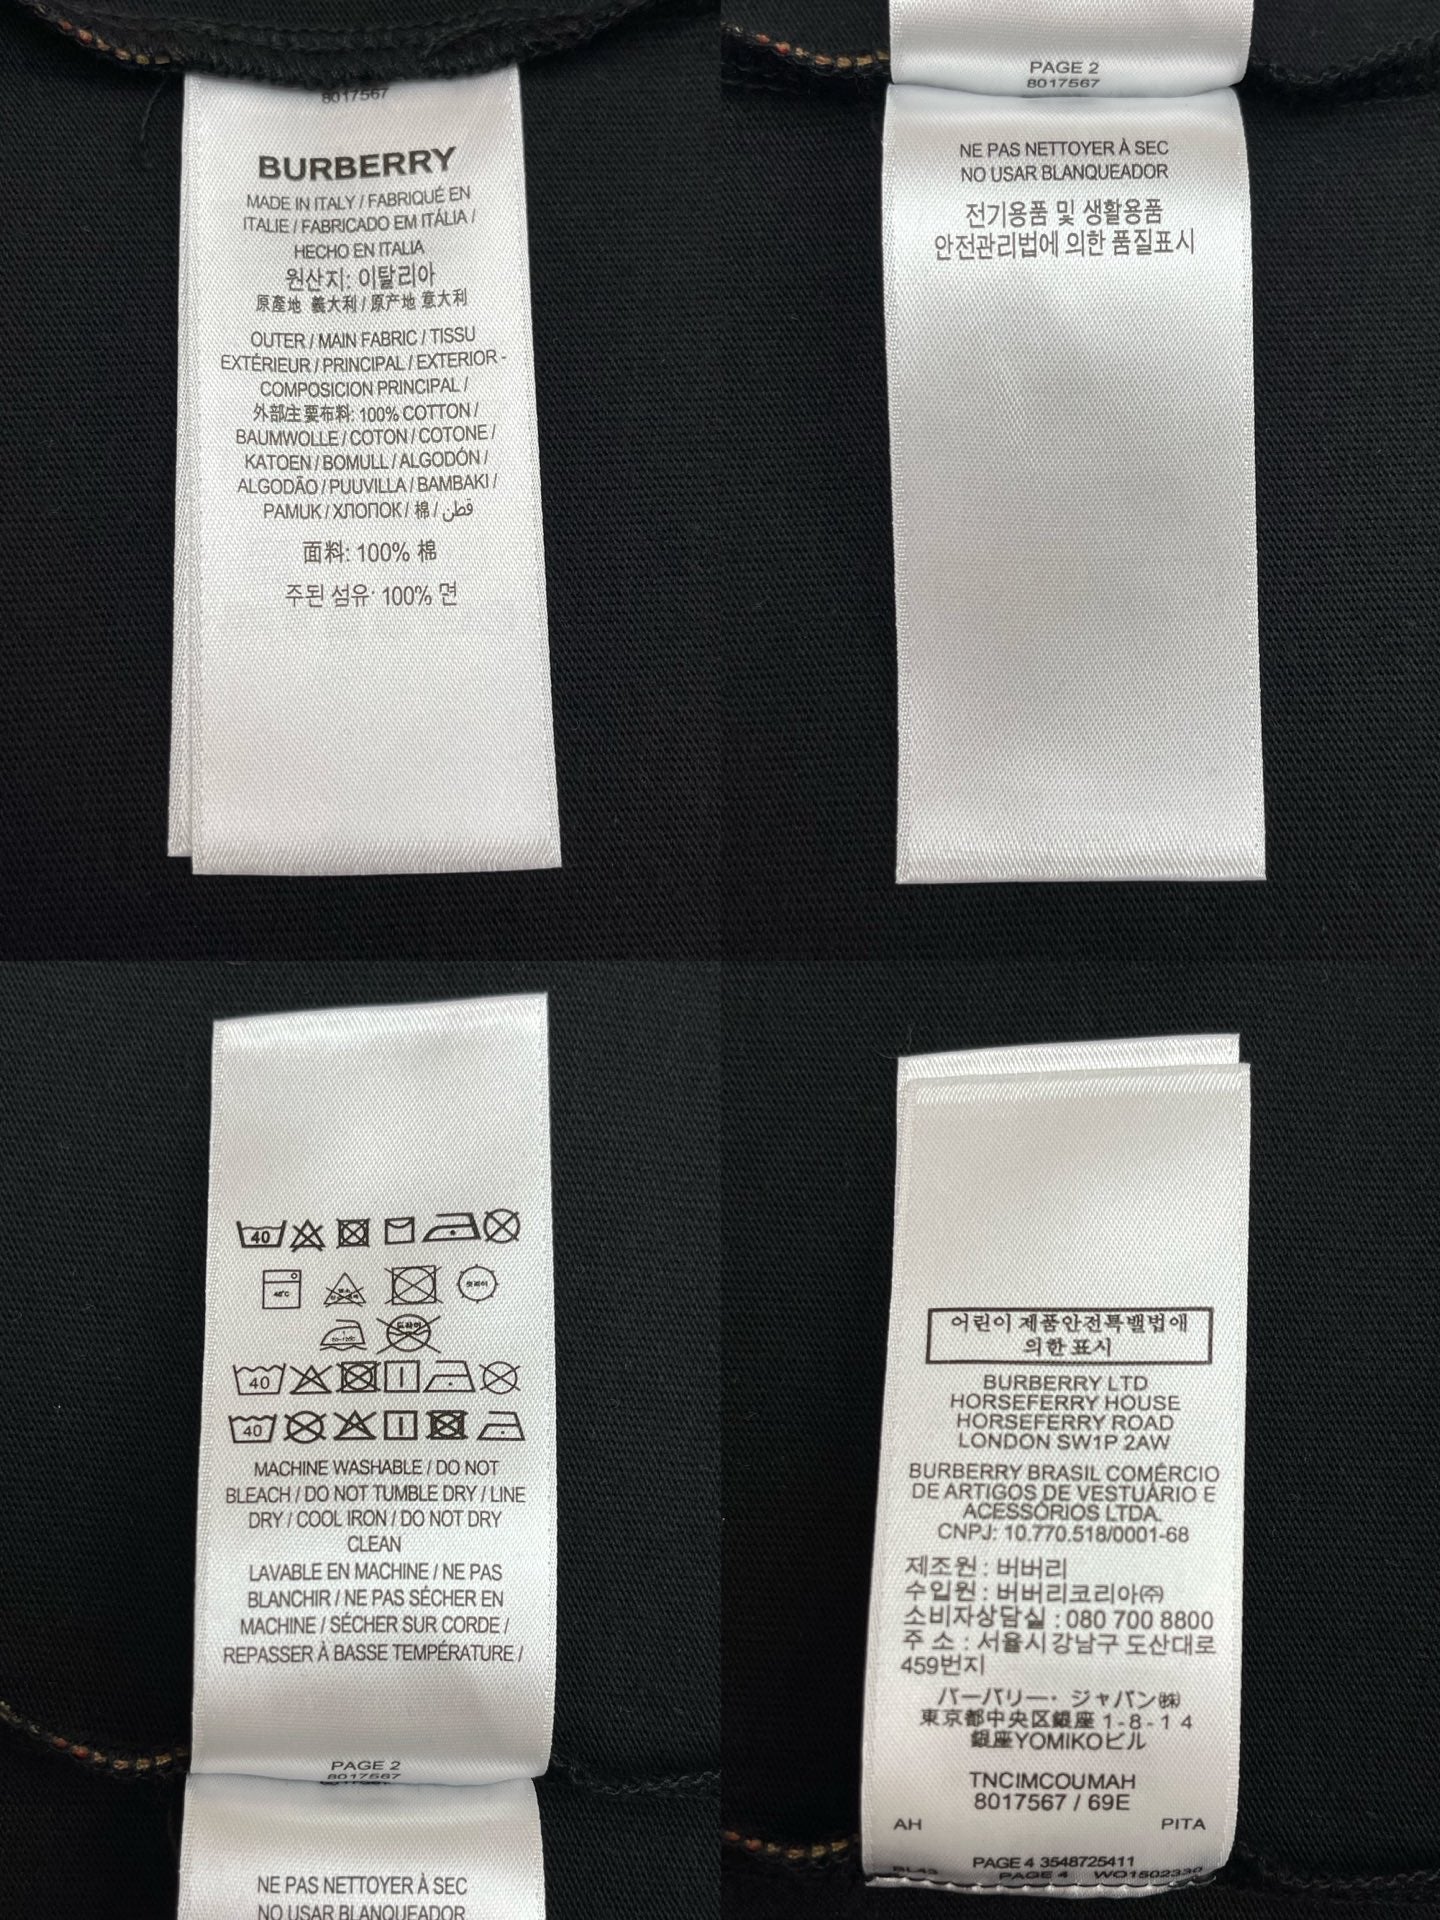 8017567
BURBERRY
MADE IN ITALY / FABRIQUÉ EN
ITALIE / FABRICADO EM ITÁLIA /
HECHO EN ITALIA
원산지: 이탈리아
原產地 義大利 / 原产地 意大利
OUTER / MAIN FABRIC / TISSU
EXTÉRIEUR / PRINCIPAL / EXTERIOR -
COMPOSICION PRINCIPAL /
外部主要布料: 100% COTTON /
BAUMWOLLE / COTON / COTONE /
KATOEN / BOMULL / ALGODÓN /
ALGODÃO / PUUVILLA / BAMBAKI /
PAMUK / ХЛОПОК / 棉 / قطن
面料: 100% 棉
주된 섬유: 100% 면
PAGE 2
8017567
NE PAS NETTOYER À SEC
NO USAR BLANQUEADOR
전기용품 및 생활용품
안전관리법에 의한 품질표시
40
40
40
MACHINE WASHABLE / DO NOT
BLEACH / DO NOT TUMBLE DRY / LINE
DRY / COOL IRON / DO NOT DRY
CLEAN
LAVABLE EN MACHINE / NE PAS
BLANCHIR / NE PAS SÉCHER EN
MACHINE / SÉCHER SUR CORDE /
REPASSER À BASSE TEMPÉRATURE /
PAGE 2
8017567
NE PAS NETTOYER À SEC
NO USAR BLANQUEADOR
어린이 제품안전특별법에
의한 표시
BURBERRY LTD
HORSEFERRY HOUSE
HORSEFERRY ROAD
LONDON SW1P 2AW
BURBERRY BRASIL COMÉRCIO
DE ARTIGOS DE VESTUÁRIO E
ACESSÓRIOS LTDA.
CNPJ: 10.770.518/0001-68
제조원 : 버버리
수입원 : 버버리코리아㈜
소비자상담실 : 080 700 8800
주 소 : 서울시 강남구 도산대로
459번지
バーバリー・ジャパン㈱
東京都中央区銀座 1-8-14
銀座YOMIKOビル
TNCIMCOUMAH
8017567 / 69E
AH PITA
PAGE 4 3548725411
PAGE 4 WO1502330